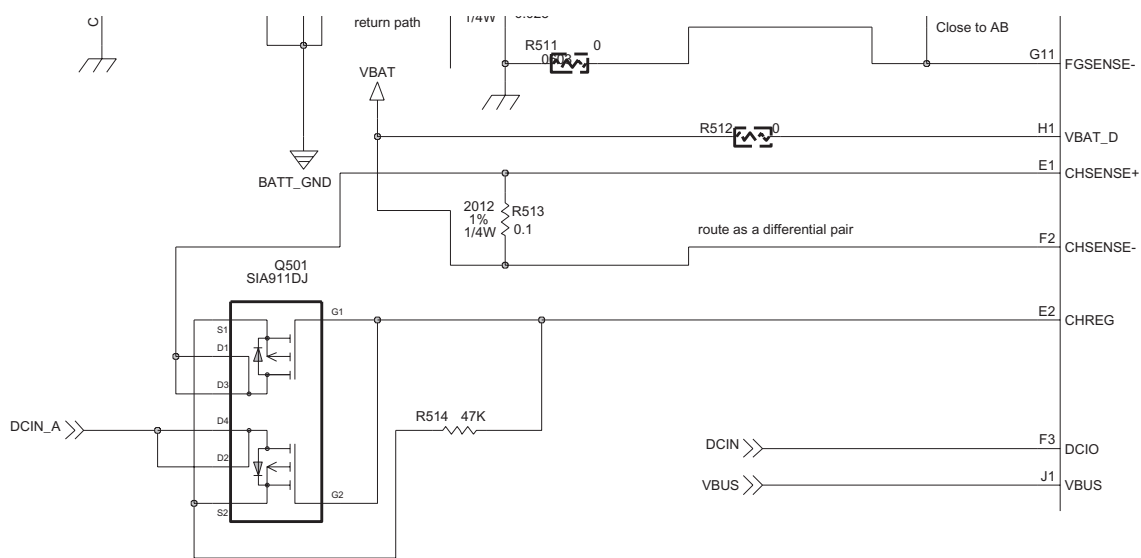 C
return path
1/4W
R511
0
0603
Close to AB
G11
FGSENSE-
VBAT
R512
0
H1
VBAT_D
BATT_GND
E1
CHSENSE+
2012
1%
1/4W
R513
0.1
route as a differential pair
F2
CHSENSE-
Q501
SIA911DJ
G1
E2
CHREG
S1
D1
D3
DCIN_A
D4
R514 47K
D2
DCIN
F3
DCIO
G2
VBUS
J1
VBUS
S2